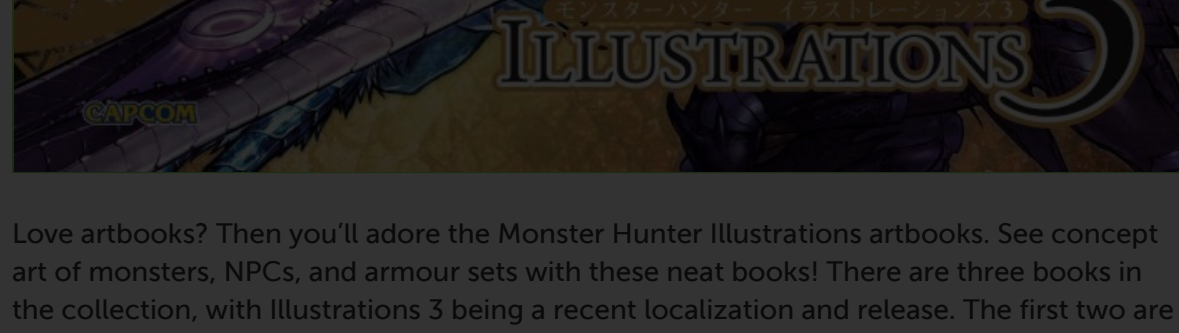 モンスターハンター イラストレーションズ3
ILLUSTRATIONS 3
CAPCOM
Love artbooks? Then you’ll adore the Monster Hunter Illustrations artbooks. See concept
art of monsters, NPCs, and armour sets with these neat books! There are three books in
the collection, with Illustrations 3 being a recent localization and release. The first two are